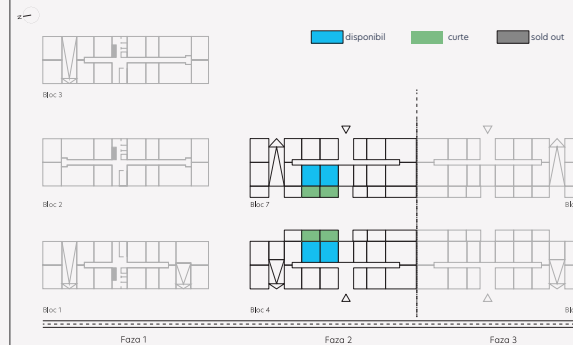 N
disponibil
curte
sold out
Bloc 3
Bloc 2
Bloc 7
Bloc 1
Bloc 4
Faza 1
Faza 2
Faza 3